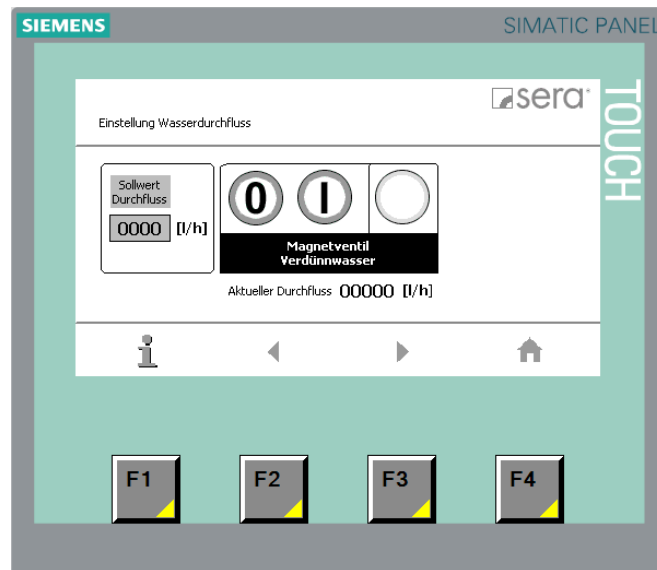 SIEMENS
SIMATIC PANEL
sera
TOUCH
Einstellung Wasserdurchfluss
Sollwert
Durchfluss
0000 [l/h]
0 I
Magnetventil
Verdünnwasser
Aktueller Durchfluss 00000 [l/h]
F1 F2 F3 F4